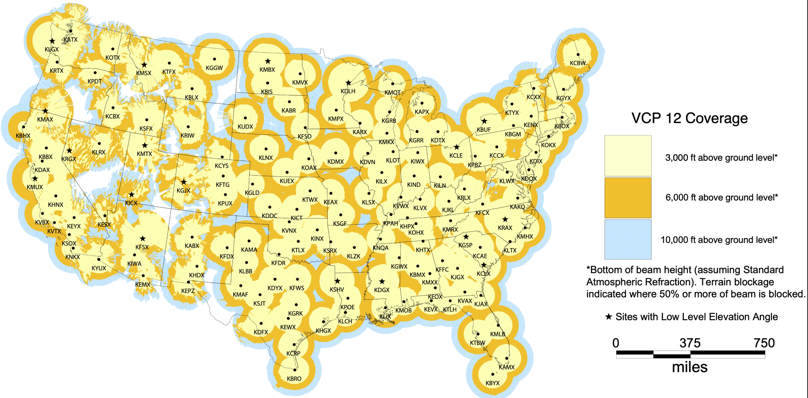 VCP 12 Coverage
3,000 ft above ground level*
6,000 ft above ground level*
10,000 ft above ground level*
*Bottom of beam height (assuming Standard
Atmospheric Refraction). Terrain blockage
indicated where 50% or more of beam is blocked.
★ Sites with Low Level Elevation Angle
0 375 750
miles
KATX
KLGX
KRTX
KPDT
KOTX
KMSX
KTFX
KGGW
KBLX
KMBX
KBIS
KMVX
KDLH
KMQT
KCBW
KMAX
KBHX
KCBX
KSFX
KRIW
KUDX
KABR
KFSD
KMPX
KARX
KGRB
KMKX
KAPX
KGRR
KDTX
KBUF
KTYX
KCXX
KGYX
KBGM
KENX
KBOX
KOKX
KBBX
KDAX
KMUX
KRGX
KLRX
KMTX
KCYS
KLNX
KOAX
KDMX
KDVN
KLOT
KIWX
KCLE
KPBZ
KCCX
KDIX
KDOX
KLWX
KHNX
KICX
KGJX
KFTG
KPUX
KGLD
KUEX
KTWX
KEAX
KILX
KIND
KILN
KLSX
KVWX
KLVX
KJKL
KRLX
KFCX
KAKQ
KVBX
KVTX
KEYX
KESX
KSOX
KNKX
KYUX
KFSX
KIWA
KEMX
KABX
KHDX
KEPZ
KFDX
KAMA
KLBB
KMAF
KDDC
KICT
KVNX
KTLX
KINX
KSRX
KSGF
KLZK
KFDR
KPAH
KHPX
KOHX
KNQA
KMRX
KGSP
KCAE
KCLX
KRAX
KMHX
KLTX
KHTX
KGWX
KBMX
KFFC
KMXX
KJGX
KDYX
KFWS
KSJT
KGRK
KEWX
KDFX
KCRP
KBRO
KHGX
KSHV
KPOE
KLCH
KDGX
KLIX
KMOB
KEVX
KEOX
KTLH
KVAX
KJAX
KMLB
KTBW
KAMX
KBYX